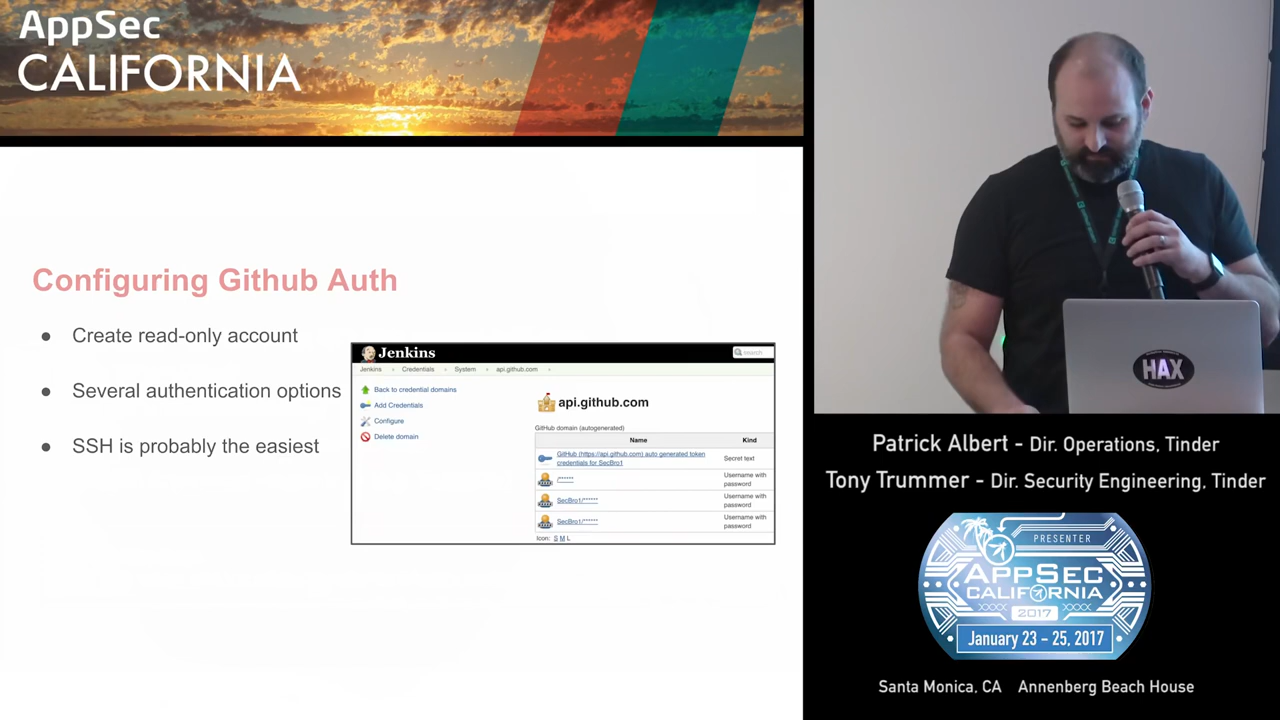 AppSec
CALIFORNIA
Configuring Github Auth
● Create read-only account
● Several authentication options
● SSH is probably the easiest
Jenkins
search
Jenkins
Credentials
System
api.github.com
Back to credential domains
Add Credentials
Configure
Delete domain
api.github.com
GitHub domain (autogenerated)
Name Kind
GitHub (https://api.github.com) auto generated token
credentials for SecBro1
Secret text
/******
Username with
password
SecBro1/******
Username with
password
SecBro1/******
Username with
password
Icon: S M L
HAX
Patrick Albert - Dir. Operations, Tinder
Tony Trummer - Dir. Security Engineering, Tinder
PRESENTER
APPSEC
CALIFORNIA
2017
January 23 - 25, 2017
Santa Monica, CA Annenberg Beach House